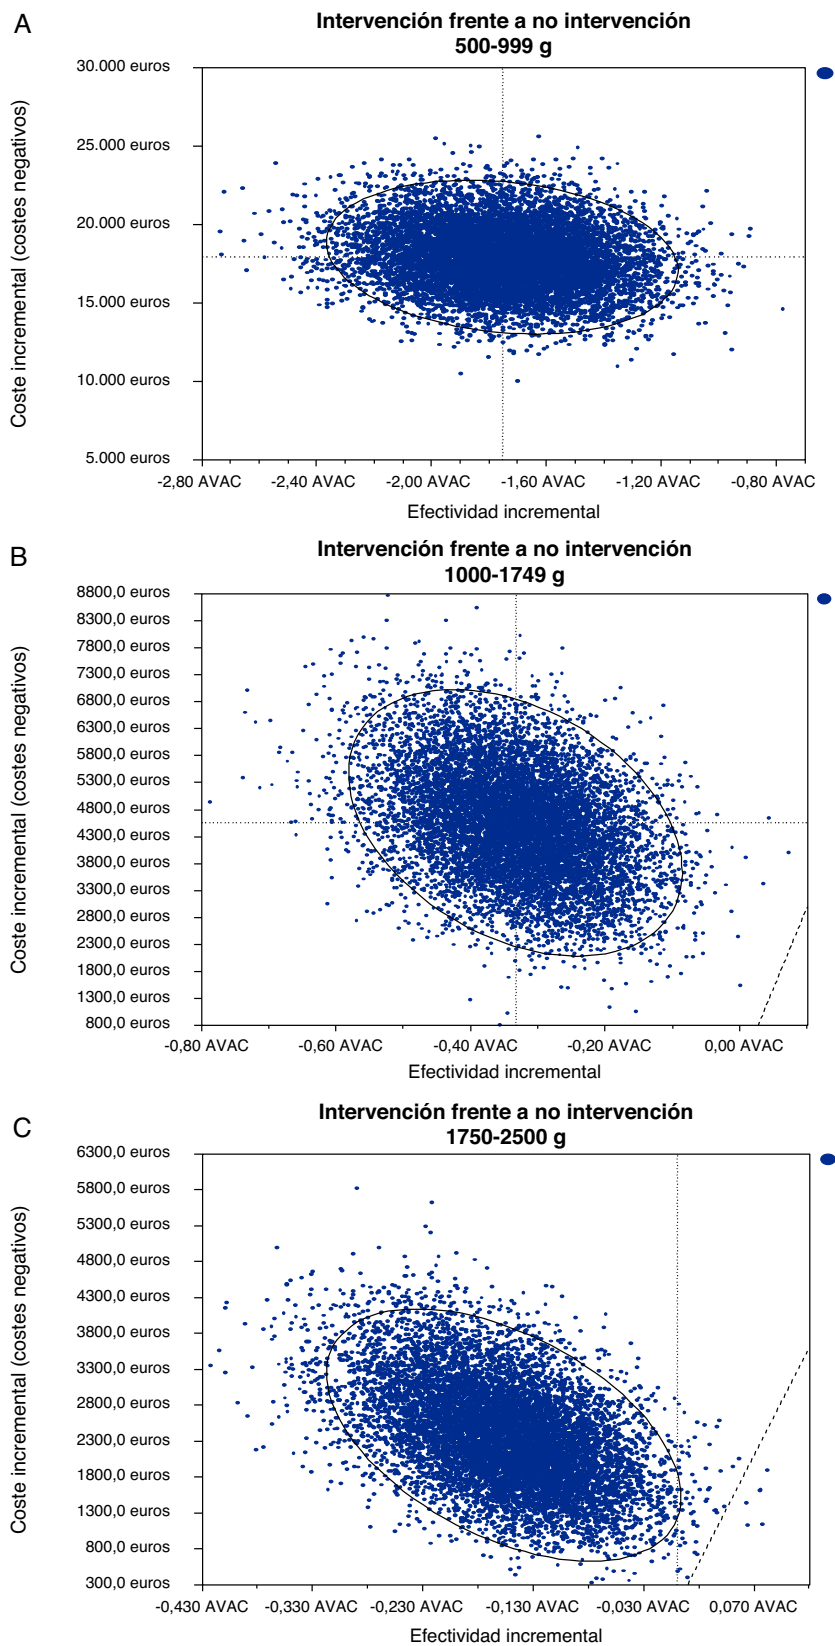 A
Intervención frente a no intervención
500-999 g
Coste incremental (costes negativos)
30.000 euros
25.000 euros
20.000 euros
15.000 euros
10.000 euros
5.000 euros
-2,80 AVAC -2,40 AVAC -2,00 AVAC -1,60 AVAC -1,20 AVAC -0,80 AVAC
Efectividad incremental
B
Intervención frente a no intervención
1000-1749 g
Coste incremental (costes negativos)
8800,0 euros
8300,0 euros
7800,0 euros
7300,0 euros
6800,0 euros
6300,0 euros
5800,0 euros
5300,0 euros
4800,0 euros
4300,0 euros
3800,0 euros
3300,0 euros
2800,0 euros
2300,0 euros
1800,0 euros
1300,0 euros
800,0 euros
-0,80 AVAC -0,60 AVAC -0,40 AVAC -0,20 AVAC 0,00 AVAC
Efectividad incremental
C
Intervención frente a no intervención
1750-2500 g
Coste incremental (costes negativos)
6300,0 euros
5800,0 euros
5300,0 euros
4800,0 euros
4300,0 euros
3800,0 euros
3300,0 euros
2800,0 euros
2300,0 euros
1800,0 euros
1300,0 euros
800,0 euros
300,0 euros
-0,430 AVAC -0,330 AVAC -0,230 AVAC -0,130 AVAC -0,030 AVAC 0,070 AVAC
Efectividad incremental